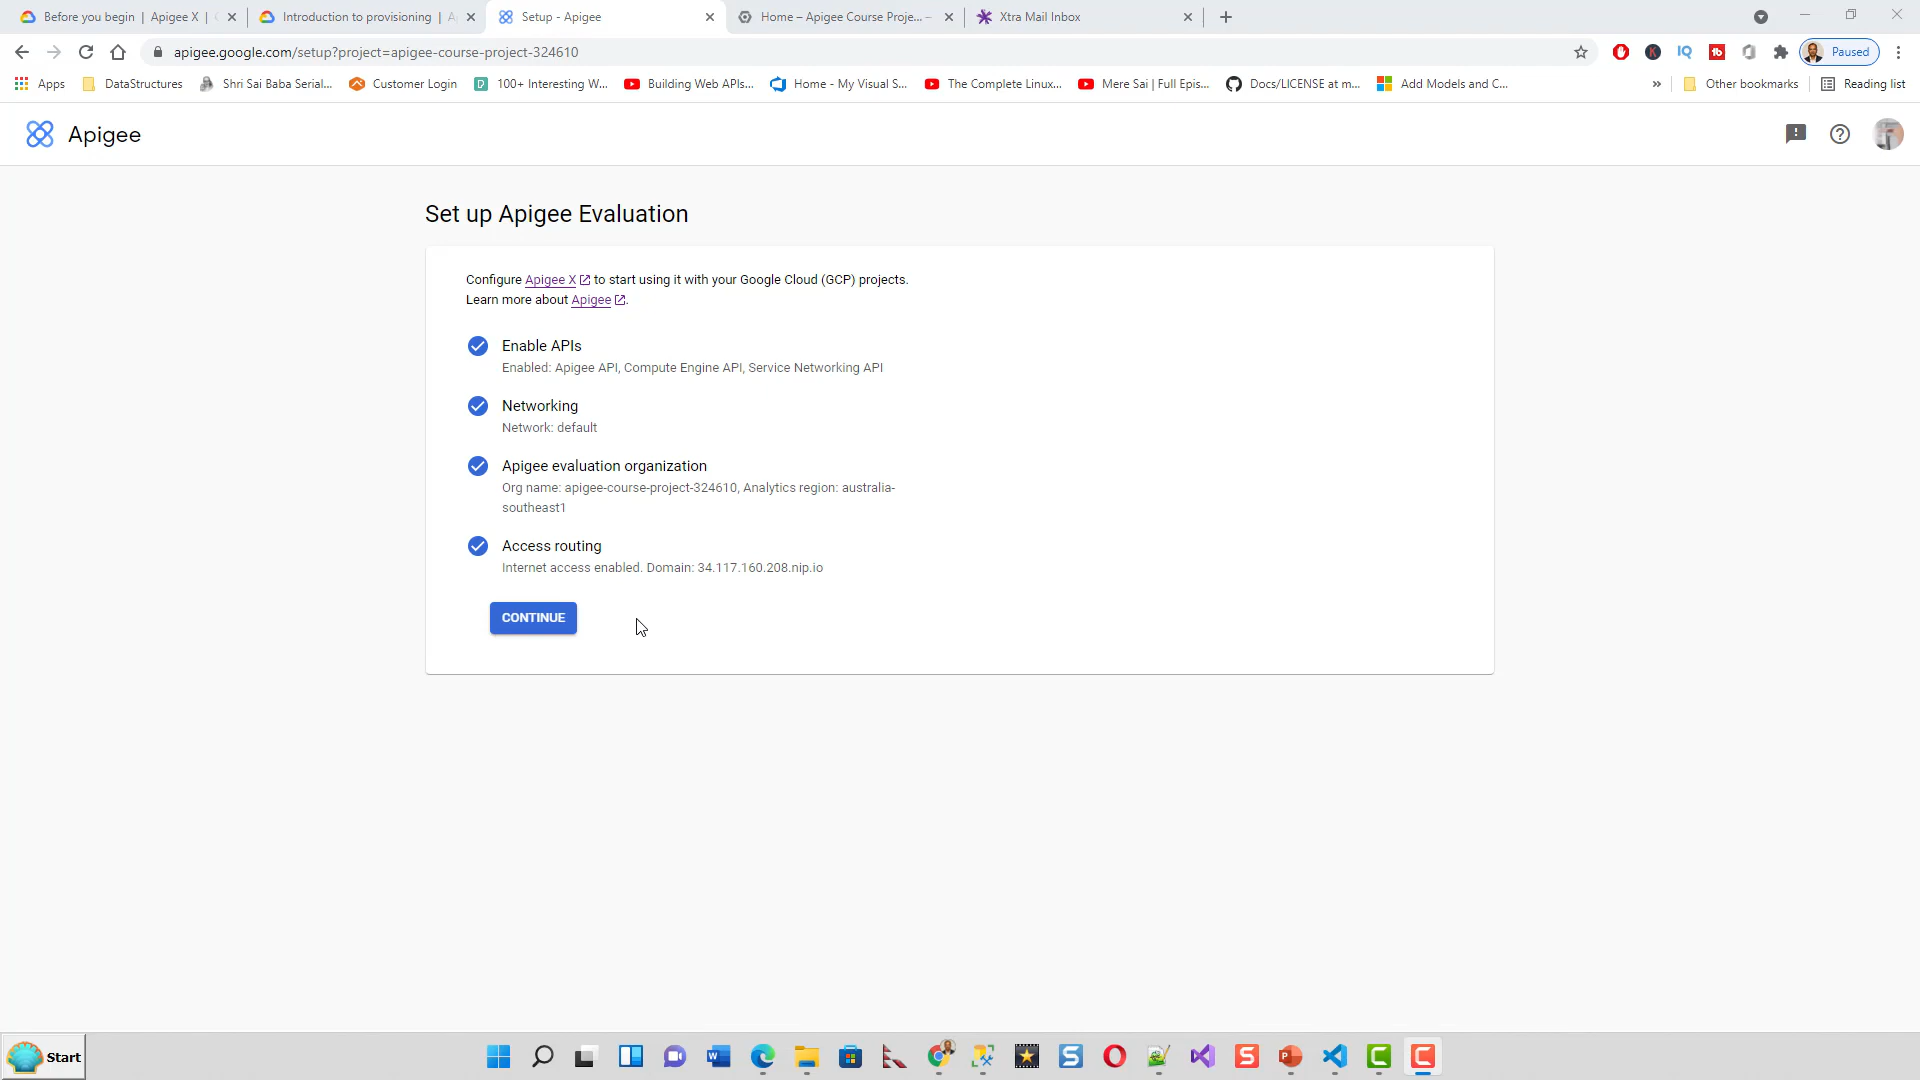 Before you begin | Apigee X |
Introduction to provisioning | A
Setup - Apigee
Home – Apigee Course Proje... –
Xtra Mail Inbox
apigee.google.com/setup?project=apigee-course-project-324610
Paused
Apps
DataStructures
Shri Sai Baba Serial...
Customer Login
100+ Interesting W...
Building Web APIs...
Home - My Visual S...
The Complete Linux...
Mere Sai | Full Epis...
Docs/LICENSE at m...
Add Models and C...
»
Other bookmarks
Reading list
Apigee
Set up Apigee Evaluation
Configure Apigee X to start using it with your Google Cloud (GCP) projects.
Learn more about Apigee.
Enable APIs
Enabled: Apigee API, Compute Engine API, Service Networking API
Networking
Network: default
Apigee evaluation organization
Org name: apigee-course-project-324610, Analytics region: australia-
southeast1
Access routing
Internet access enabled. Domain: 34.117.160.208.nip.io
CONTINUE
Start